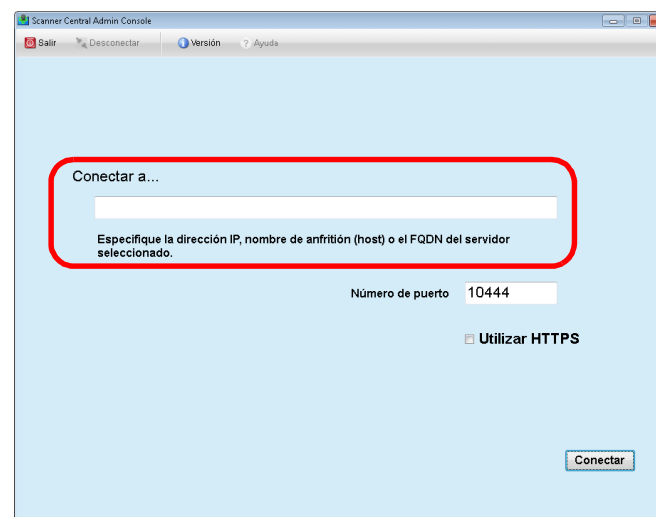 Scanner Central Admin Console
Salir Desconectar Versión Ayuda
Conectar a...
Especifique la dirección IP, nombre de anfritión (host) o el FQDN del servidor
seleccionado.
Número de puerto 10444
Utilizar HTTPS
Conectar